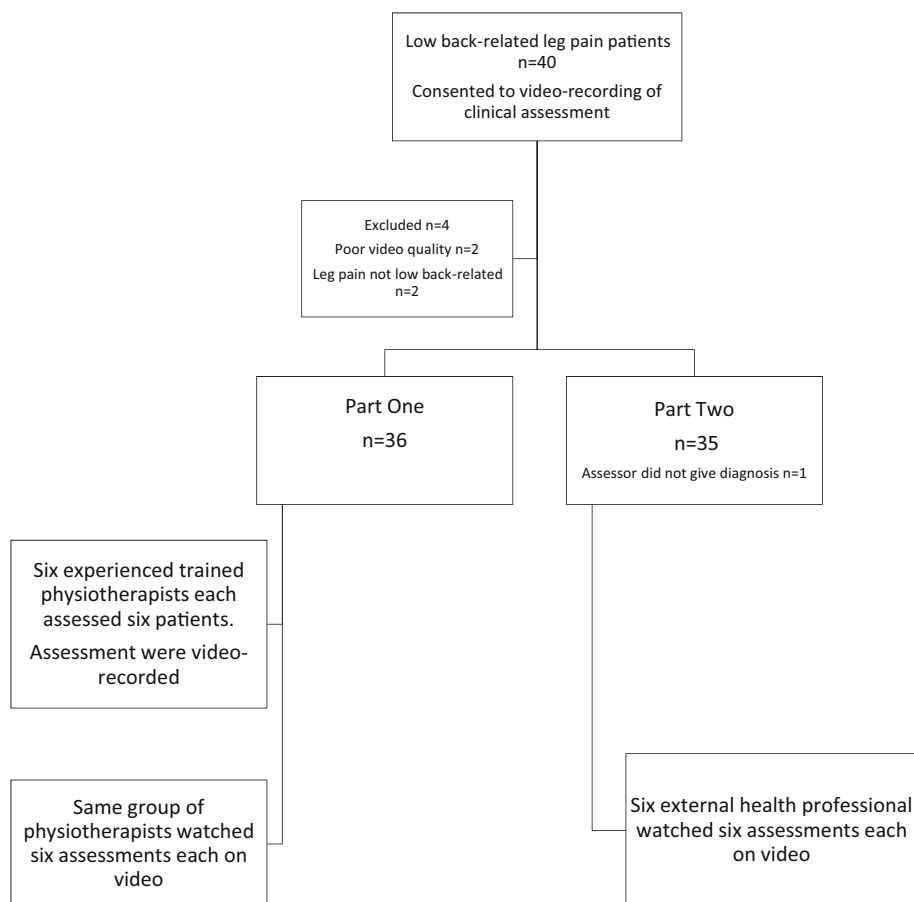 Low back-related leg pain patients
n=40
Consented to video-recording of
clinical assessment
Excluded n=4
Poor video quality n=2
Leg pain not low back-related
n=2
Part One
n=36
Part Two
n=35
Assessor did not give diagnosis n=1
Six experienced trained
physiotherapists each
assessed six patients.
Assessment were video-
recorded
Same group of
physiotherapists watched
six assessments each on
video
Six external health professional
watched six assessments each
on video